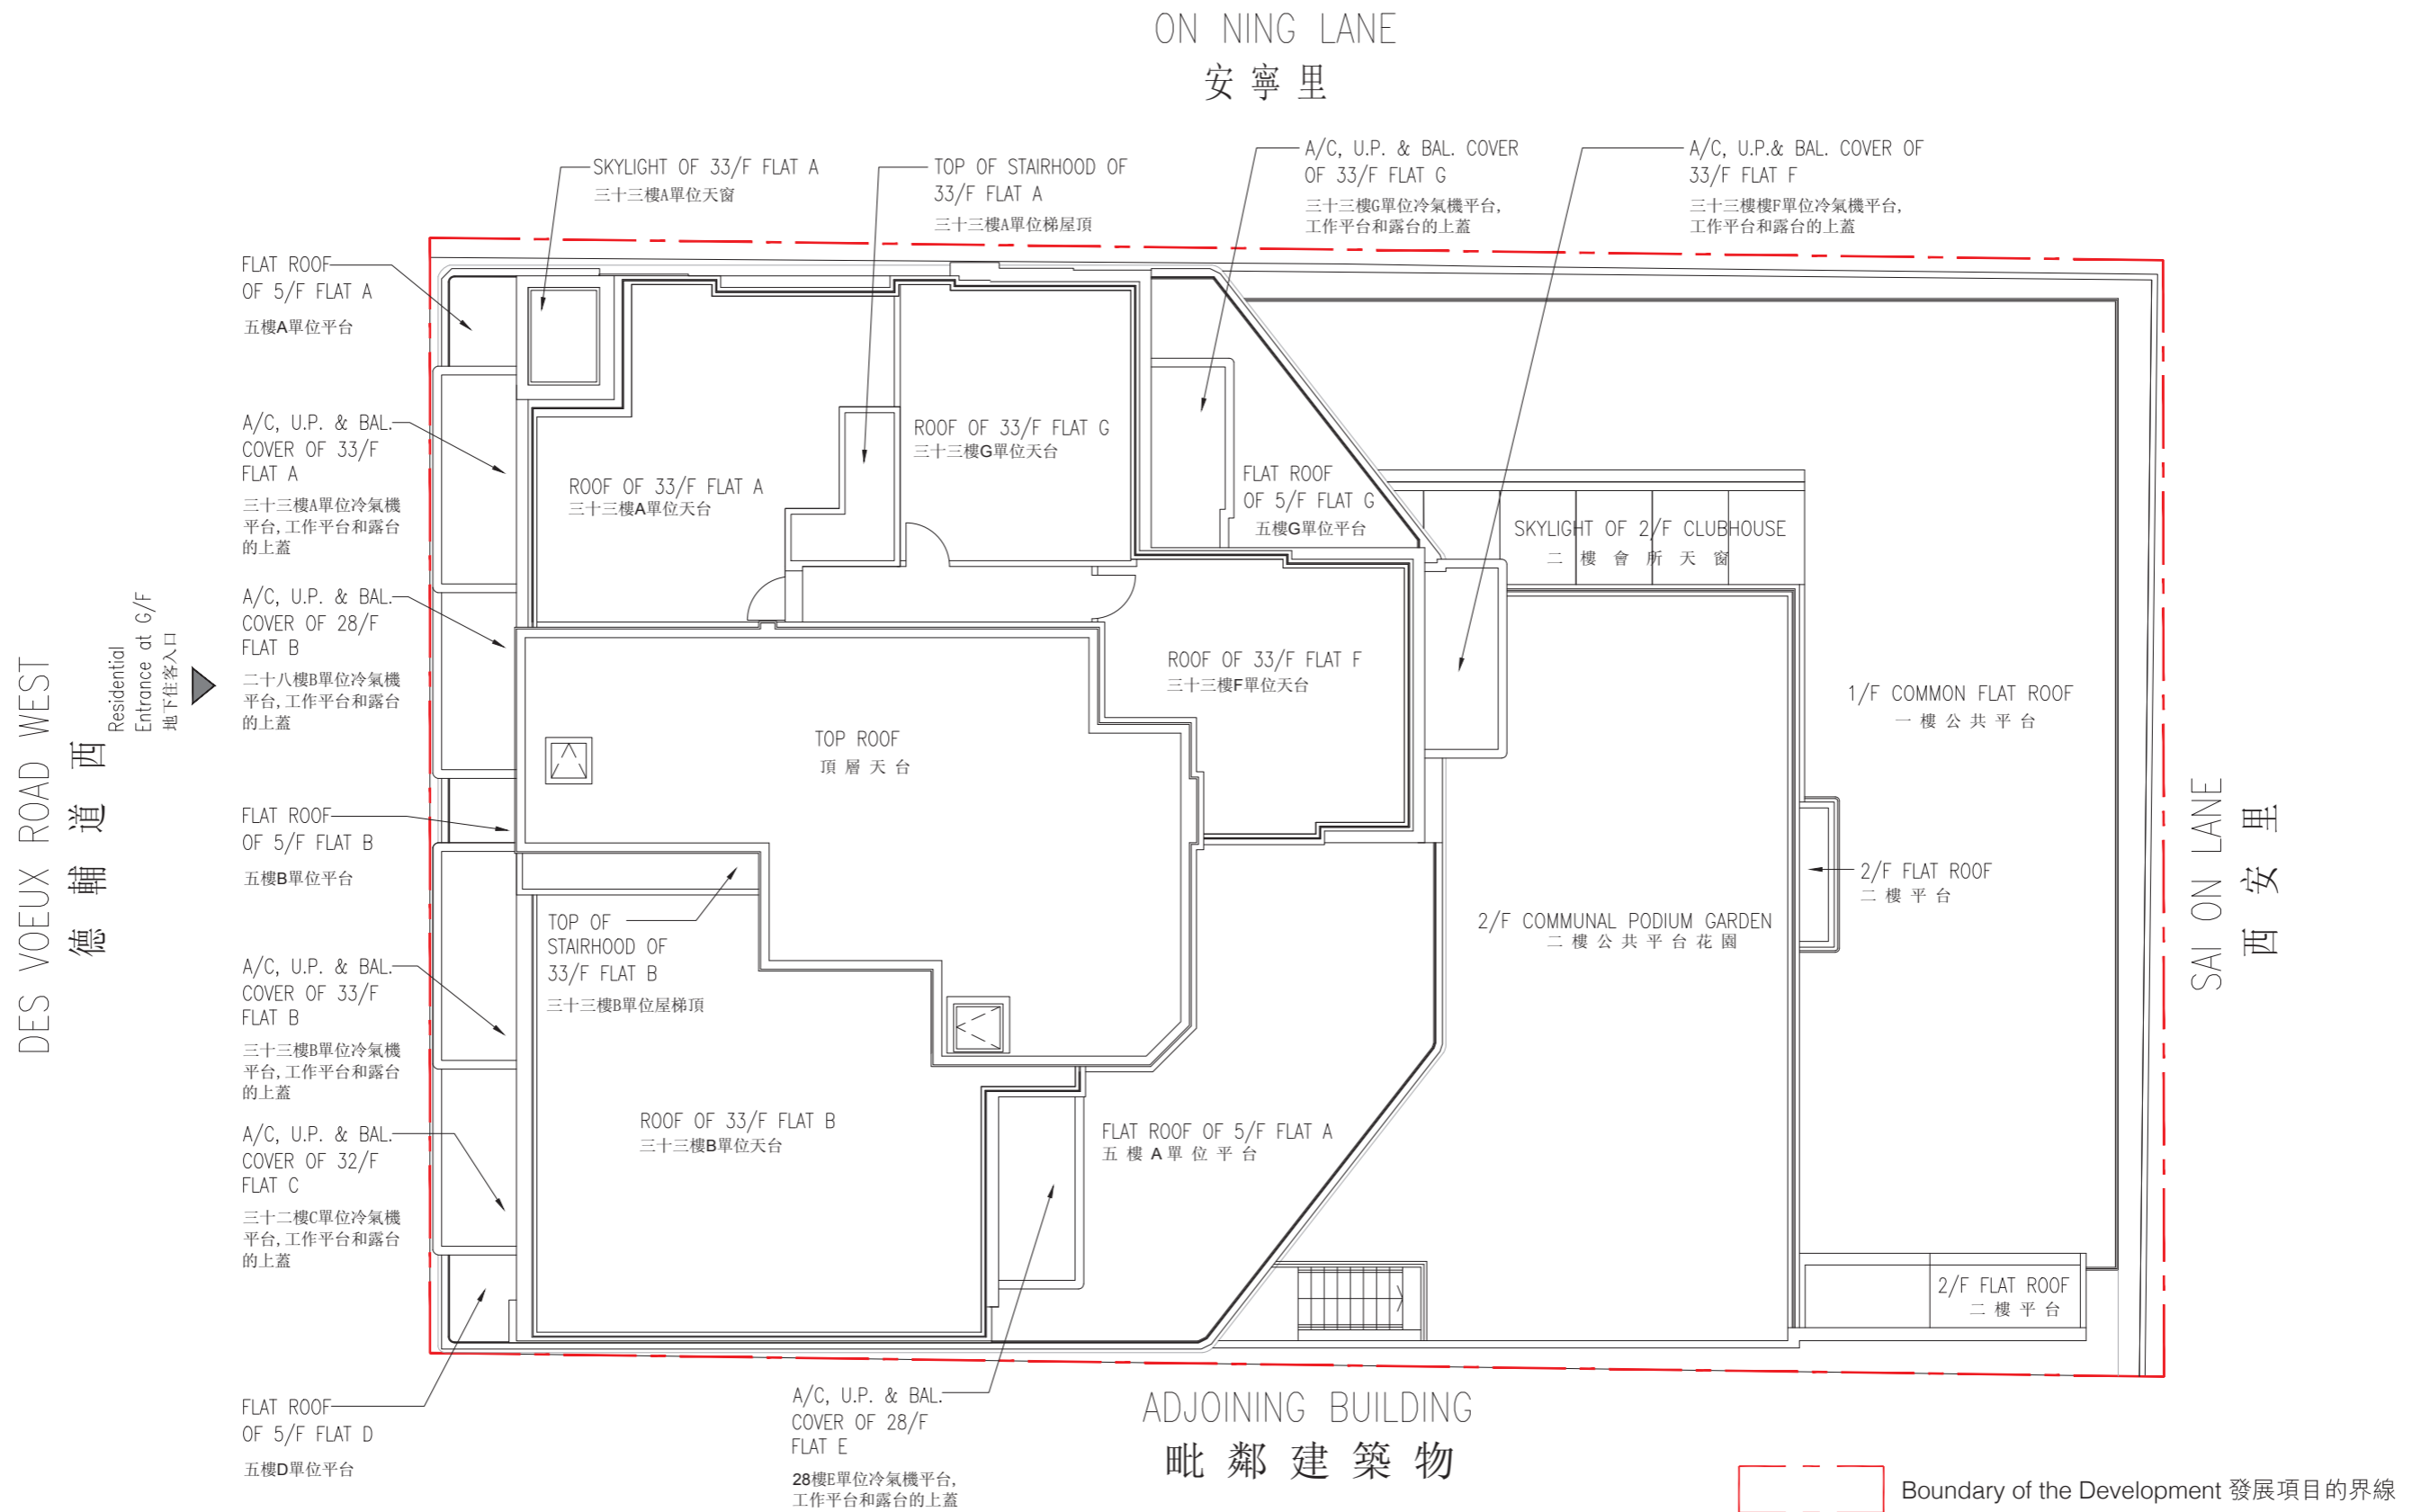 ON NING LANE
安寧里
SKYLIGHT OF 33/F FLAT A
三十三樓A單位天窗
TOP OF STAIRHOOD OF
33/F FLAT A
三十三樓A單位梯屋頂
A/C, U.P. & BAL. COVER
OF 33/F FLAT G
三十三樓G單位冷氣機平台,
工作平台和露台的上蓋
A/C, U.P.& BAL. COVER OF
33/F FLAT F
三十三樓樓F單位冷氣機平台,
工作平台和露台的上蓋
FLAT ROOF
OF 5/F FLAT A
五樓A單位平台
A/C, U.P. & BAL.
COVER OF 33/F
FLAT A
三十三樓A單位冷氣機
平台,工作平台和露台
的上蓋
A/C, U.P. & BAL.
COVER OF 28/F
FLAT B
二十八樓B單位冷氣機
平台,工作平台和露台
的上蓋
FLAT ROOF
OF 5/F FLAT B
五樓B單位平台
A/C, U.P. & BAL.
COVER OF 33/F
FLAT B
三十三樓B單位冷氣機
平台,工作平台和露台
的上蓋
A/C, U.P. & BAL.
COVER OF 32/F
FLAT C
三十二樓C單位冷氣機
平台,工作平台和露台
的上蓋
FLAT ROOF
OF 5/F FLAT D
五樓D單位平台
DES VOEUX ROAD WEST
德輔道西
Residential
Entrance at G/F
地下住客入口
ROOF OF 33/F FLAT A
三十三樓A單位天台
ROOF OF 33/F FLAT G
三十三樓G單位天台
FLAT ROOF
OF 5/F FLAT G
五樓G單位平台
SKYLIGHT OF 2/F CLUBHOUSE
二樓會所天窗
ROOF OF 33/F FLAT F
三十三樓F單位天台
TOP ROOF
頂層天台
1/F COMMON FLAT ROOF
一樓公共平台
2/F FLAT ROOF
二樓平台
2/F COMMUNAL PODIUM GARDEN
二樓公共平台花園
TOP OF
STAIRHOOD OF
33/F FLAT B
三十三樓B單位屋梯頂
ROOF OF 33/F FLAT B
三十三樓B單位天台
FLAT ROOF OF 5/F FLAT A
五樓A單位平台
2/F FLAT ROOF
二樓平台
SAI ON LANE
西安里
A/C, U.P. & BAL.
COVER OF 28/F
FLAT E
28樓E單位冷氣機平台,
工作平台和露台的上蓋
ADJOINING BUILDING
毗鄰建築物
Boundary of the Development 發展項目的界線